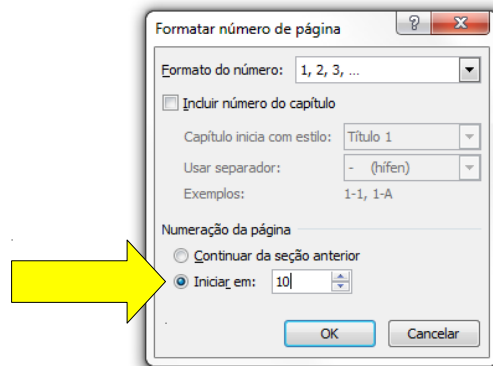 Formatar número de página
Formato do número: 1, 2, 3, ...
Incluir número do capítulo
Capítulo inicia com estilo: Título 1
Usar separador: - (hífen)
Exemplos: 1-1, 1-A
Numeração da página
Continuar da seção anterior
Iniciar em: 10
OK Cancelar